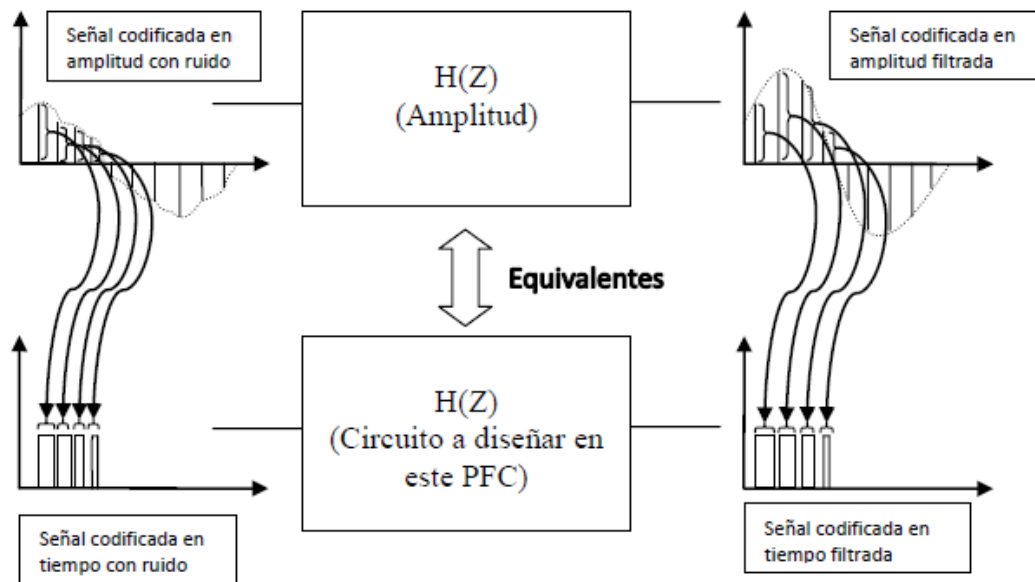 Señal codificada en
amplitud con ruido
H(Z)
(Amplitud)
Señal codificada en
amplitud filtrada
Equivalentes
H(Z)
(Circuito a diseñar en
este PFC)
Señal codificada en
tiempo con ruido
Señal codificada en
tiempo filtrada